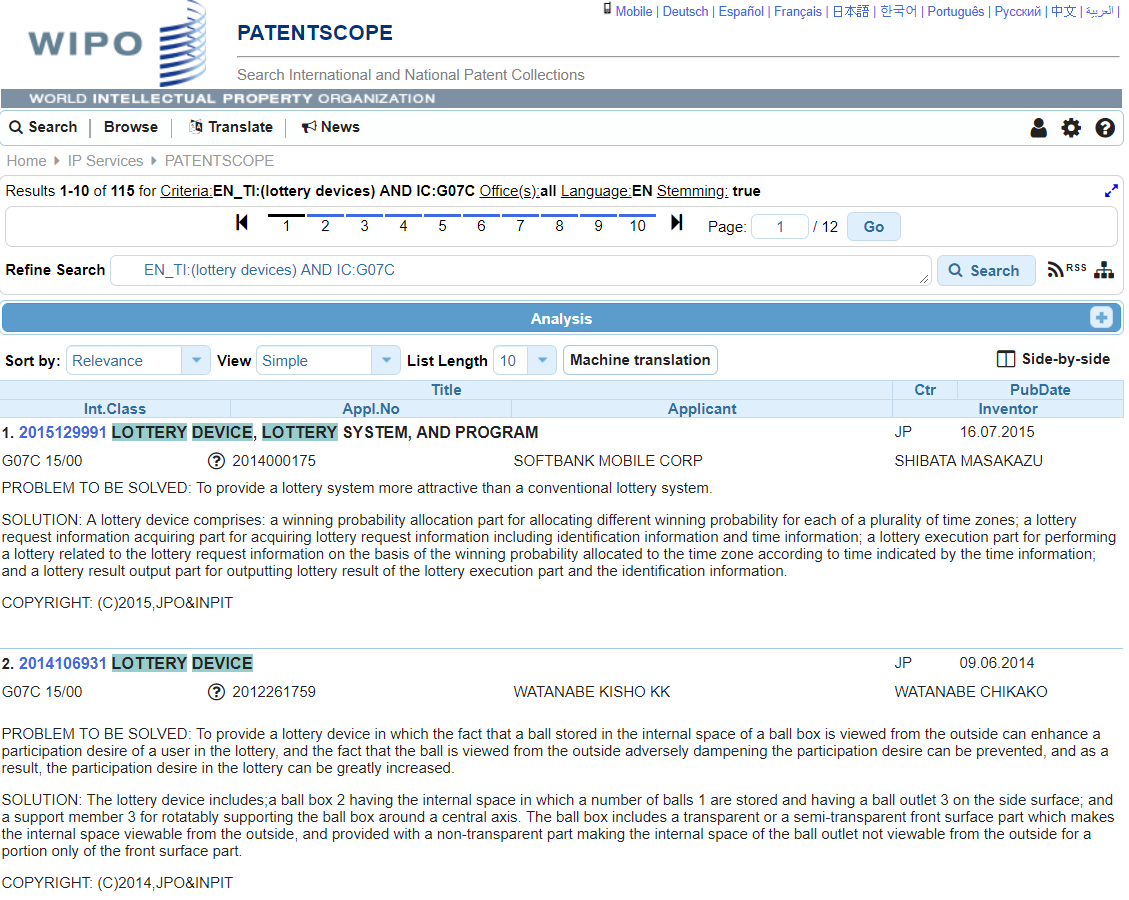 Mobile | Deutsch | Español | Français | 日本語 | 한국어 | Português | Русский | 中文 | العربية |
WIPO
PATENTSCOPE
Search International and National Patent Collections
WORLD INTELLECTUAL PROPERTY ORGANIZATION
Search | Browse | Translate | News
Home IP Services PATENTSCOPE
Results 1-10 of 115 for Criteria:EN_TI:(lottery devices) AND IC:G07C Office(s):all Language:EN Stemming: true
1 2 3 4 5 6 7 8 9 10 Page: 1 / 12 Go
Refine Search EN_TI:(lottery devices) AND IC:G07C Search RSS
Analysis
Sort by: Relevance View Simple List Length 10 Machine translation Side-by-side
Title Ctr PubDate
Int.Class Appl.No Applicant Inventor
1. 2015129991 LOTTERY DEVICE, LOTTERY SYSTEM, AND PROGRAM JP 16.07.2015
G07C 15/00 2014000175 SOFTBANK MOBILE CORP SHIBATA MASAKAZU
PROBLEM TO BE SOLVED: To provide a lottery system more attractive than a conventional lottery system.
SOLUTION: A lottery device comprises: a winning probability allocation part for allocating different winning probability for each of a plurality of time zones; a lottery
request information acquiring part for acquiring lottery request information including identification information and time information; a lottery execution part for performing
a lottery related to the lottery request information on the basis of the winning probability allocated to the time zone according to time indicated by the time information;
and a lottery result output part for outputting lottery result of the lottery execution part and the identification information.
COPYRIGHT: (C)2015,JPO&INPIT
2. 2014106931 LOTTERY DEVICE JP 09.06.2014
G07C 15/00 2012261759 WATANABE KISHO KK WATANABE CHIKAKO
PROBLEM TO BE SOLVED: To provide a lottery device in which the fact that a ball stored in the internal space of a ball box is viewed from the outside can enhance a
participation desire of a user in the lottery, and the fact that the ball is viewed from the outside adversely dampening the participation desire can be prevented, and as a
result, the participation desire in the lottery can be greatly increased.
SOLUTION: The lottery device includes;a ball box 2 having the internal space in which a number of balls 1 are stored and having a ball outlet 3 on the side surface; and
a support member 3 for rotatably supporting the ball box around a central axis. The ball box includes a transparent or a semi-transparent front surface part which makes
the internal space viewable from the outside, and provided with a non-transparent part making the internal space of the ball outlet not viewable from the outside for a
portion only of the front surface part.
COPYRIGHT: (C)2014,JPO&INPIT